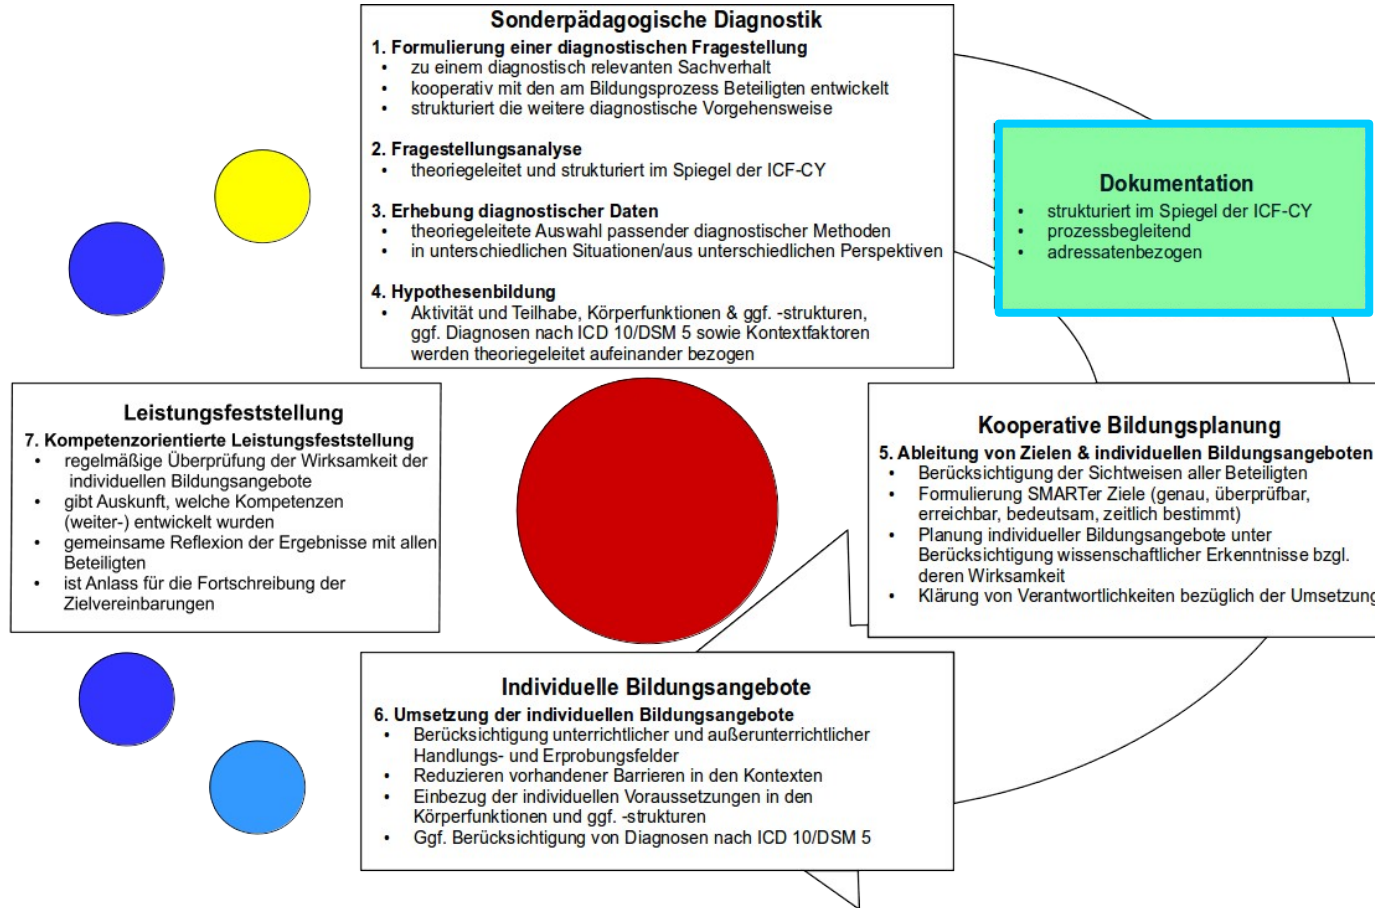 Sonderpädagogische Diagnostik
1. Formulierung einer diagnostischen Fragestellung
• zu einem diagnostisch relevanten Sachverhalt
• kooperativ mit den am Bildungsprozess Beteiligten entwickelt
• strukturiert die weitere diagnostische Vorgehensweise
2. Fragestellungsanalyse
• theoriegeleitet und strukturiert im Spiegel der ICF-CY
3. Erhebung diagnostischer Daten
• theoriegeleitete Auswahl passender diagnostischer Methoden
• in unterschiedlichen Situationen/aus unterschiedlichen Perspektiven
4. Hypothesenbildung
• Aktivität und Teilhabe, Körperfunktionen & ggf. -strukturen,
ggf. Diagnosen nach ICD 10/DSM 5 sowie Kontextfaktoren
werden theoriegeleitet aufeinander bezogen
Dokumentation
• strukturiert im Spiegel der ICF-CY
• prozessbegleitend
• adressatenbezogen
Kooperative Bildungsplanung
5. Ableitung von Zielen & individuellen Bildungsangeboten
• Berücksichtigung der Sichtweisen aller Beteiligten
• Formulierung SMARTer Ziele (genau, überprüfbar,
erreichbar, bedeutsam, zeitlich bestimmt)
• Planung individueller Bildungsangebote unter
Berücksichtigung wissenschaftlicher Erkenntnisse bzgl.
deren Wirksamkeit
• Klärung von Verantwortlichkeiten bezüglich der Umsetzung
Individuelle Bildungsangebote
6. Umsetzung der individuellen Bildungsangebote
• Berücksichtigung unterrichtlicher und außerunterrichtlicher
Handlungs- und Erprobungsfelder
• Reduzieren vorhandener Barrieren in den Kontexten
• Einbezug der individuellen Voraussetzungen in den
Körperfunktionen und ggf. -strukturen
• Ggf. Berücksichtigung von Diagnosen nach ICD 10/DSM 5
Leistungsfeststellung
7. Kompetenzorientierte Leistungsfeststellung
• regelmäßige Überprüfung der Wirksamkeit der
individuellen Bildungsangebote
• gibt Auskunft, welche Kompetenzen
(weiter-) entwickelt wurden
• gemeinsame Reflexion der Ergebnisse mit allen
Beteiligten
• ist Anlass für die Fortschreibung der
Zielvereinbarungen